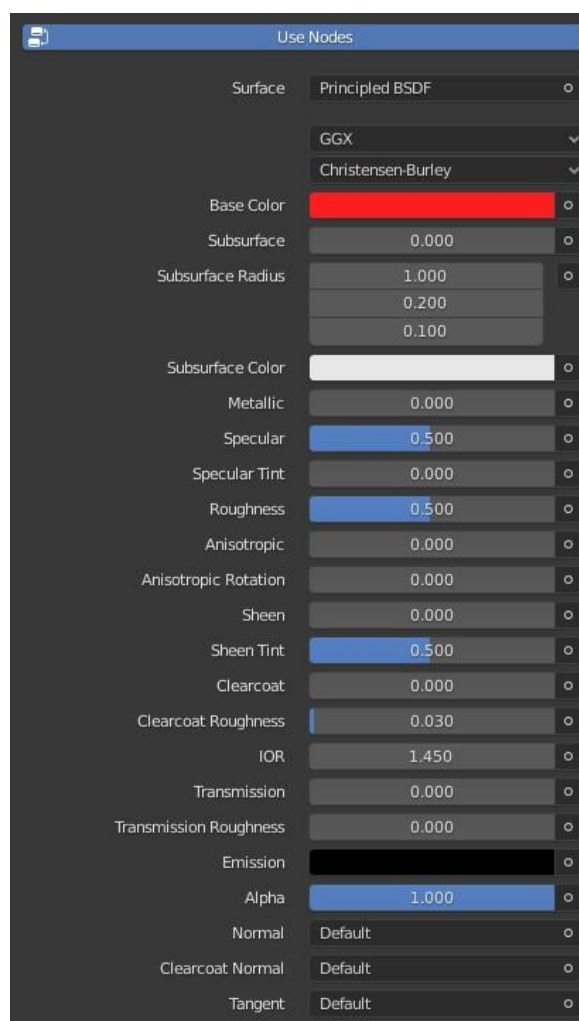 Use Nodes
Surface Principled BSDF
GGX
Christensen-Burley
Base Color
Subsurface 0.000
Subsurface Radius 1.000
0.200
0.100
Subsurface Color
Metallic 0.000
Specular 0.500
Specular Tint 0.000
Roughness 0.500
Anisotropic 0.000
Anisotropic Rotation 0.000
Sheen 0.000
Sheen Tint 0.500
Clearcoat 0.000
Clearcoat Roughness 0.030
IOR 1.450
Transmission 0.000
Transmission Roughness 0.000
Emission
Alpha 1.000
Normal Default
Clearcoat Normal Default
Tangent Default